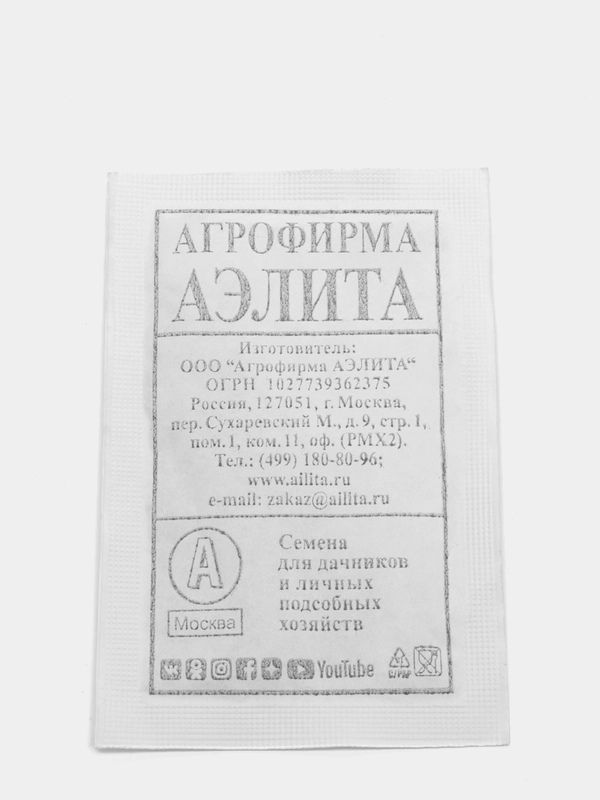 АГРОФИРМА
АЭЛИТА
Изготовитель:
ООО “Агрофирма АЭЛИТА“
ОГРН 1027739362375
Россия, 127051, г. Москва,
пер. Сухаревский М., д. 9, стр. 1,
пом. 1, ком. 11, оф. (РМХ2).
Тел.: (499) 180-80-96;
www.ailita.ru
e-mail: zakaz@ailita.ru
А
Москва
Семена
для дачников
и личных
подсобных
хозяйств
YouTube